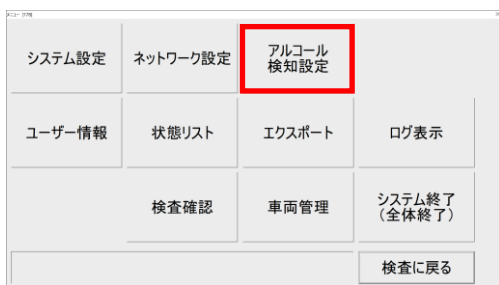 システム設定
ネットワーク設定
アルコール
検知設定
ユーザー情報
状態リスト
エクスポート
ログ表示
検査確認
車両管理
システム終了
（全体終了）
検査に戻る